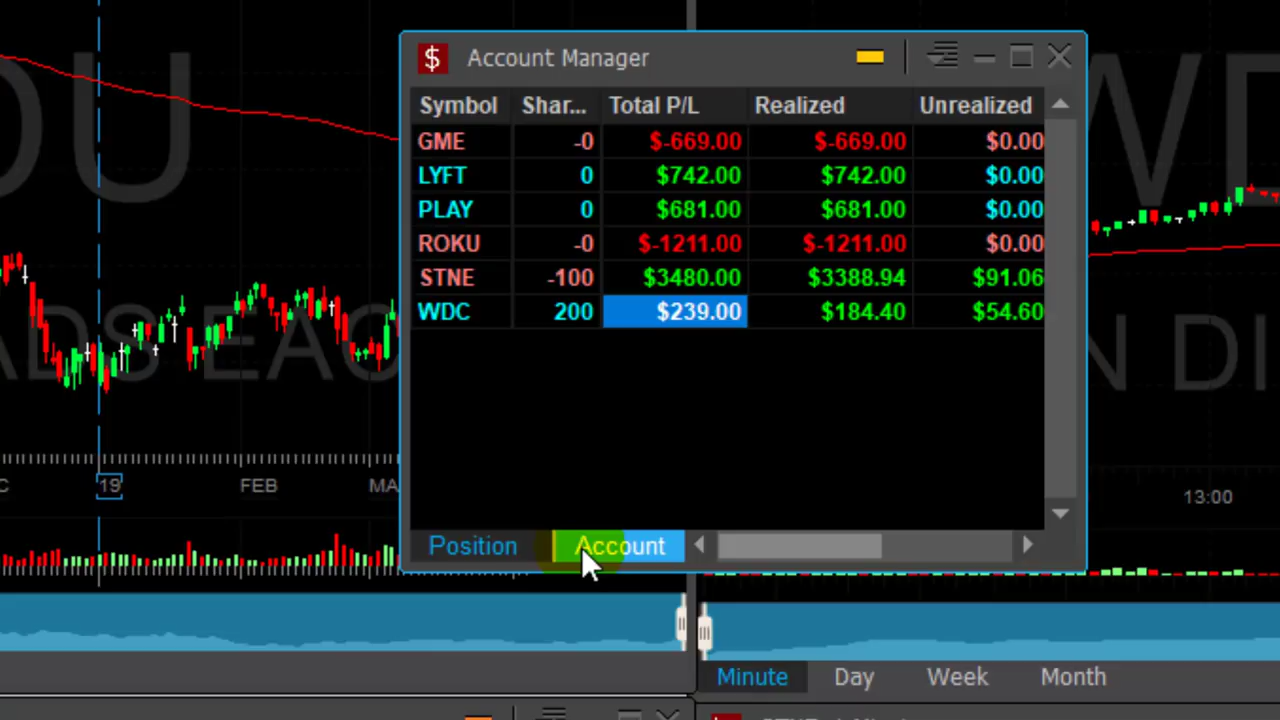 $ Account Manager
Symbol Shar... Total P/L Realized Unrealized
GME -0 $-669.00 $-669.00 $0.00
LYFT 0 $742.00 $742.00 $0.00
PLAY 0 $681.00 $681.00 $0.00
ROKU -0 $-1211.00 $-1211.00 $0.00
STNE -100 $3480.00 $3388.94 $91.06
WDC 200 $239.00 $184.40 $54.60
Position Account
19 FEB MA
13:00
Minute Day Week Month